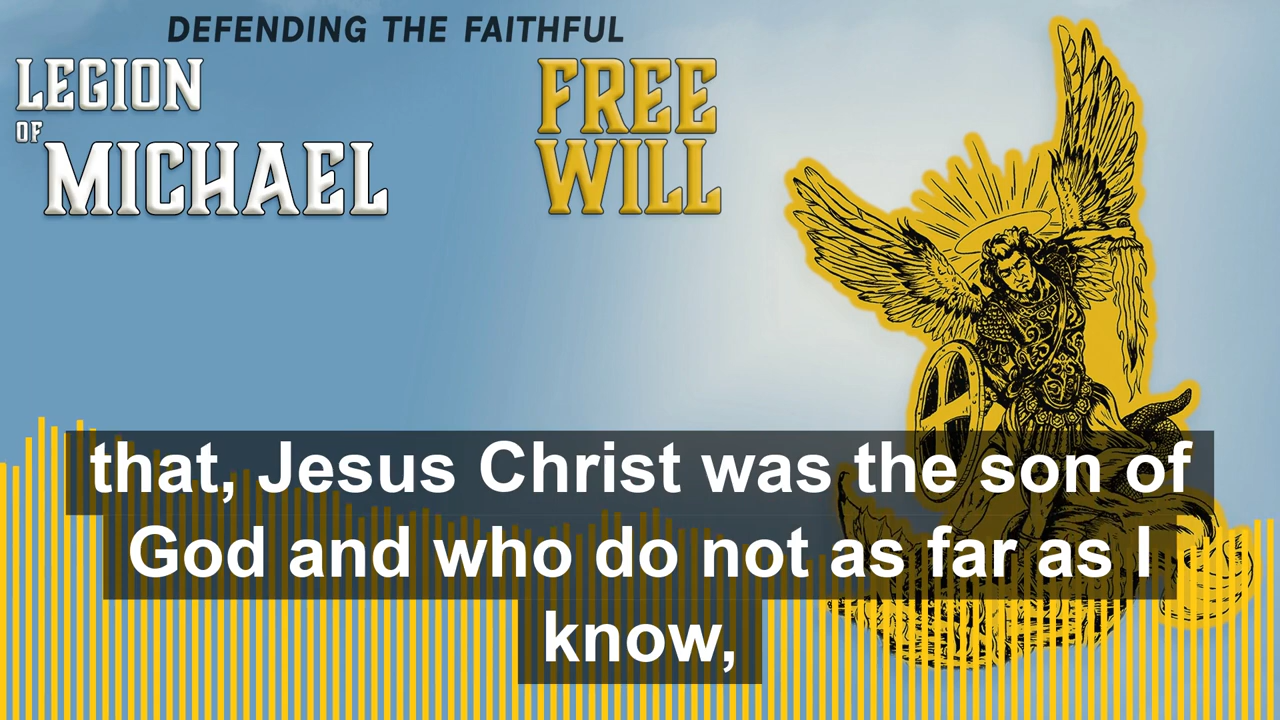 DEFENDING THE FAITHFUL
LEGION
OF
MICHAEL
FREE
WILL
that, Jesus Christ was the son of
God and who do not as far as I
know,